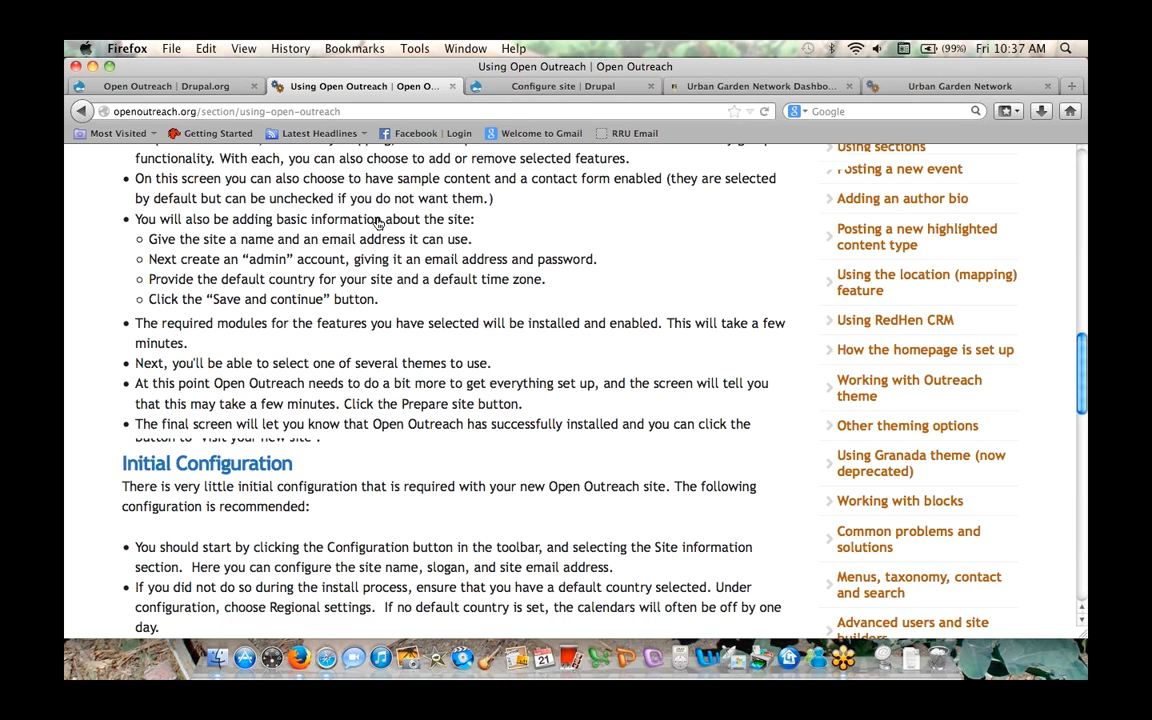 Firefox File Edit View History Bookmarks Tools Window Help (99%) Fri 10:37 AM
Using Open Outreach | Open Outreach
Open Outreach | Drupal.org Using Open Outreach | Open O... Configure site | Drupal Urban Garden Network Dashbo... Urban Garden Network
openoutreach.org/section/using-open-outreach Google
Most Visited Getting Started Latest Headlines Facebook | Login Welcome to Gmail RRU Email
functionality. With each, you can also choose to add or remove selected features.
• On this screen you can also choose to have sample content and a contact form enabled (they are selected
by default but can be unchecked if you do not want them.)
• You will also be adding basic information about the site:
Give the site a name and an email address it can use.
Next create an “admin” account, giving it an email address and password.
Provide the default country for your site and a default time zone.
Click the “Save and continue” button.
• The required modules for the features you have selected will be installed and enabled. This will take a few
minutes.
• Next, you'll be able to select one of several themes to use.
• At this point Open Outreach needs to do a bit more to get everything set up, and the screen will tell you
that this may take a few minutes. Click the Prepare site button.
• The final screen will let you know that Open Outreach has successfully installed and you can click the
button to "visit your new site".
Initial Configuration
There is very little initial configuration that is required with your new Open Outreach site. The following
configuration is recommended:
• You should start by clicking the Configuration button in the toolbar, and selecting the Site information
section. Here you can configure the site name, slogan, and site email address.
• If you did not do so during the install process, ensure that you have a default country selected. Under
configuration, choose Regional settings. If no default country is set, the calendars will often be off by one
day.
Using sections
Posting a new event
Adding an author bio
Posting a new highlighted
content type
Using the location (mapping)
feature
Using RedHen CRM
How the homepage is set up
Working with Outreach
theme
Other theming options
Using Granada theme (now
deprecated)
Working with blocks
Common problems and
solutions
Menus, taxonomy, contact
and search
Advanced users and site
builders